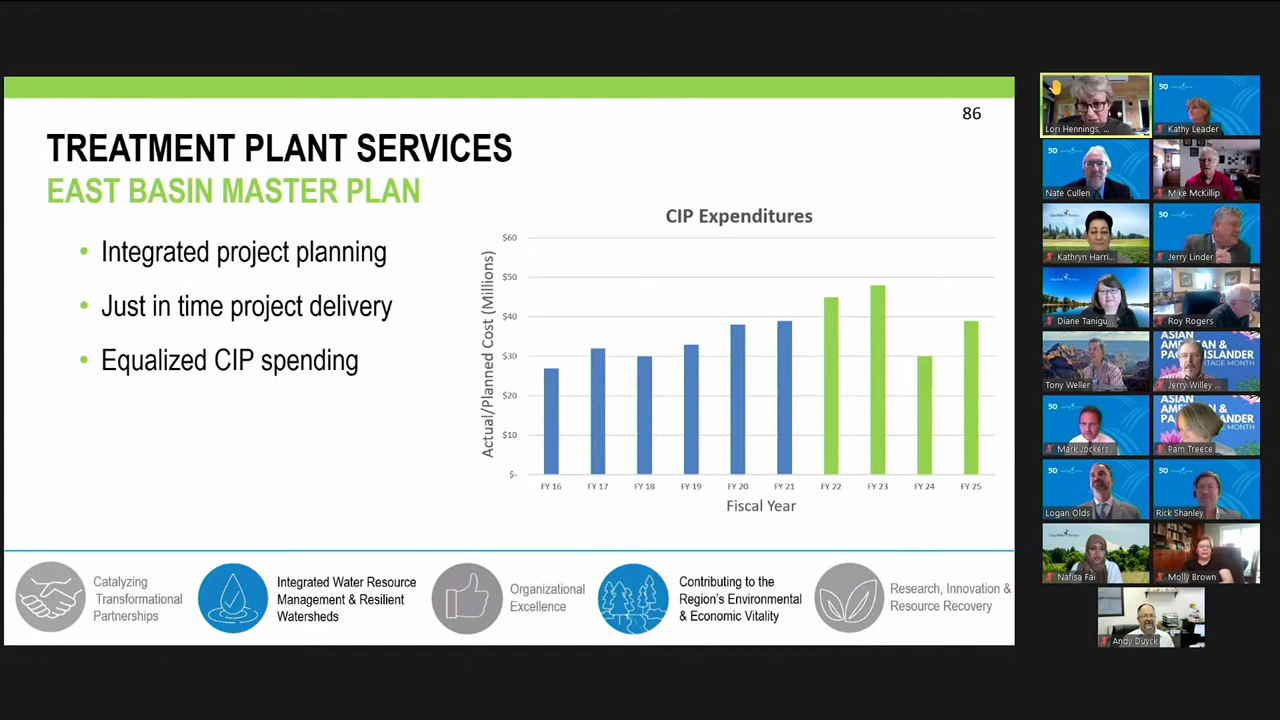 86
TREATMENT PLANT SERVICES
EAST BASIN MASTER PLAN
• Integrated project planning
• Just in time project delivery
• Equalized CIP spending
CIP Expenditures
Actual/Planned Cost (Millions)
$60
$50
$40
$30
$20
$10
$-
FY 16 FY 17 FY 18 FY 19 FY 20 FY 21 FY 22 FY 23 FY 24 FY 25
Fiscal Year
Catalyzing
Transformational
Partnerships
Integrated Water Resource
Management & Resilient
Watersheds
Organizational
Excellence
Contributing to the
Region's Environmental
& Economic Vitality
Research, Innovation &
Resource Recovery
Lori Hennings, ...
50
Kathy Leader
50
Nate Cullen
Mike McKillip
Kathryn Harri...
50
Jerry Linder
Diane Tanigu...
Roy Rogers
Tony Weller
ASIAN
AMERICAN &
ISLANDER
MONTH
Jerry Willey ...
50
Mark Jockers...
ASIAN
MONTH
Pam Treece
50
Logan Olds
50
Rick Shanley
Nafisa Fai
Molly Brown
Andy Duyck